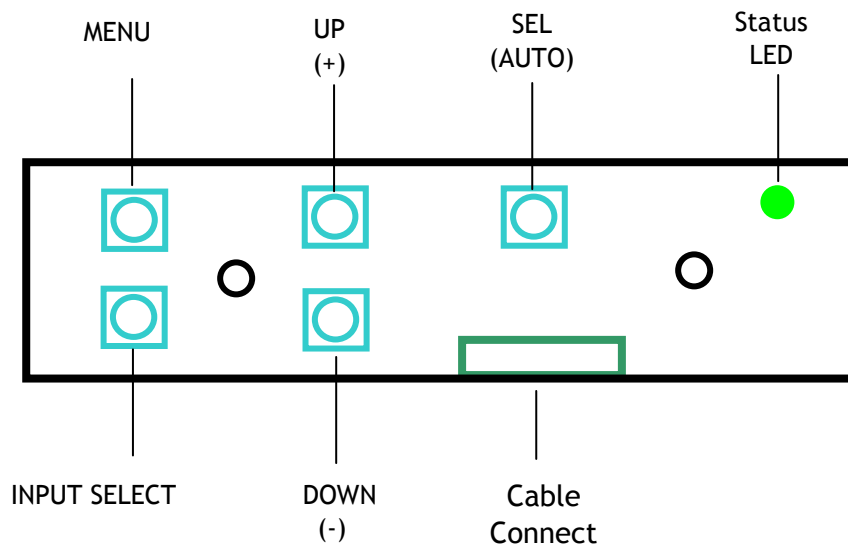 MENU
UP
(+)
SEL
(AUTO)
Status
LED
INPUT SELECT
DOWN
(-)
Cable
Connect